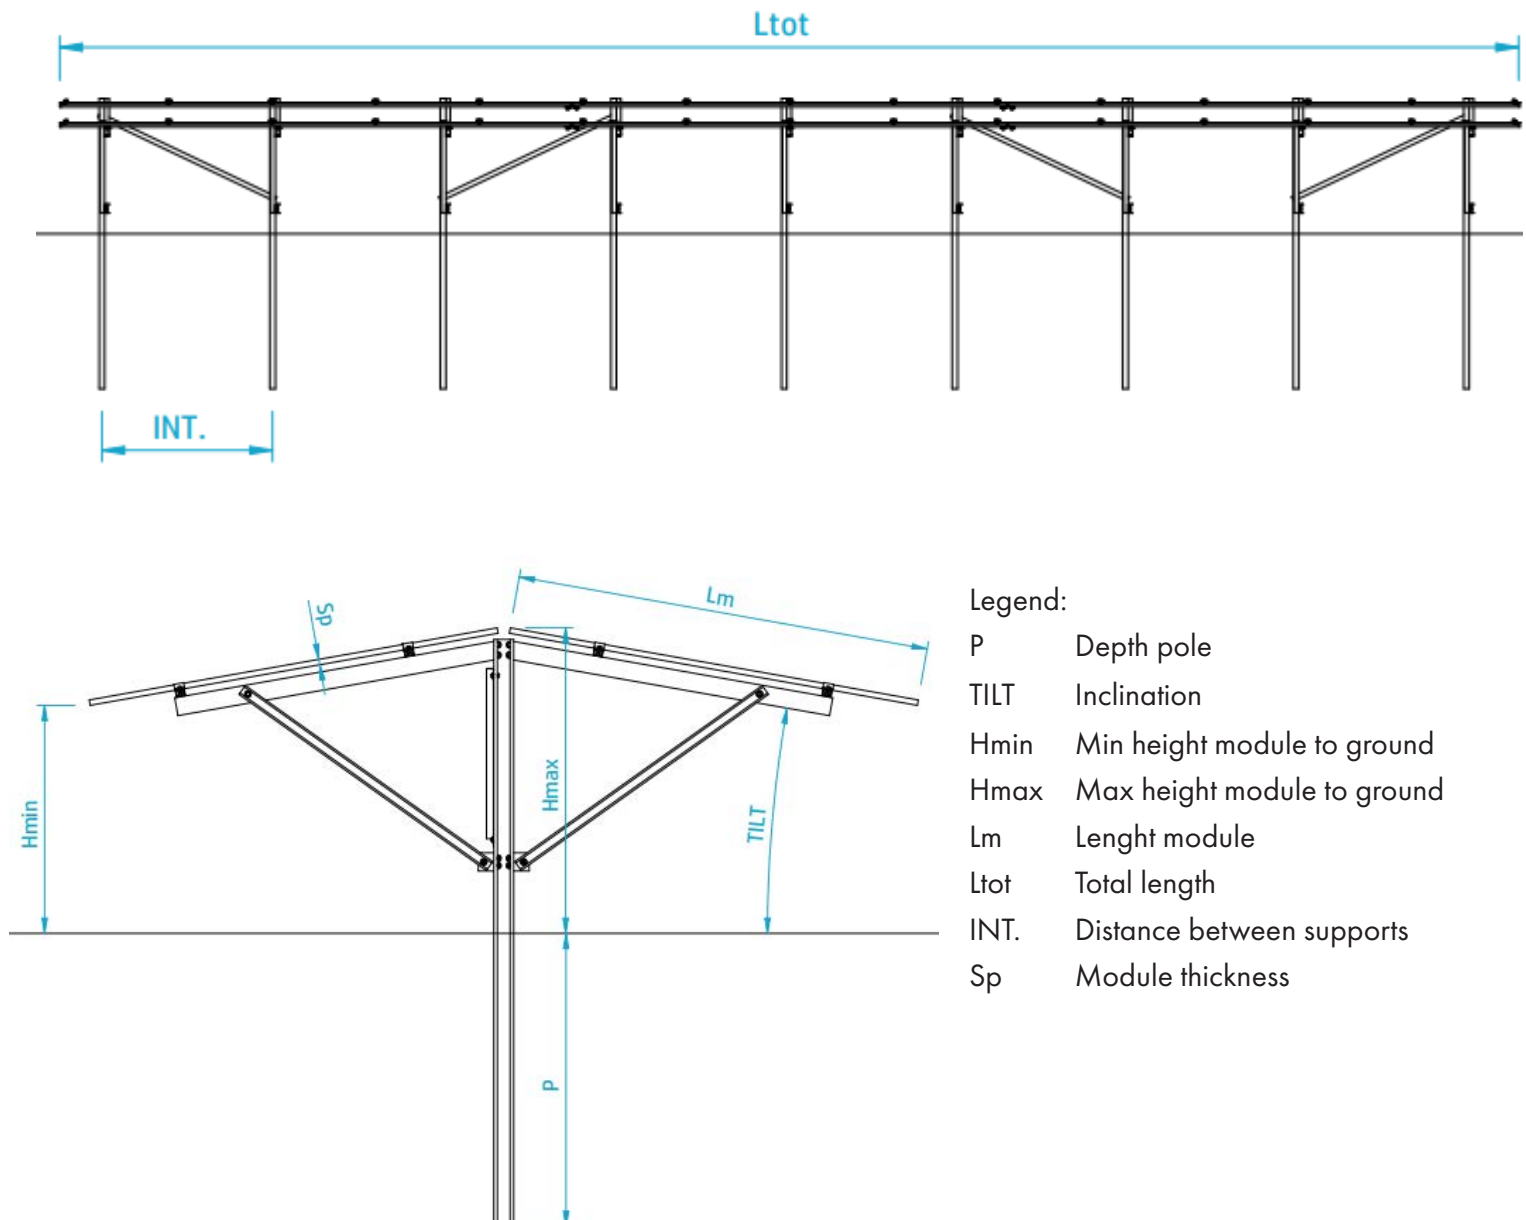 Ltot
INT.
Sp
Lm
Hmin
Hmax
TILT
P
Legend:
P Depth pole
TILT Inclination
Hmin Min height module to ground
Hmax Max height module to ground
Lm Lenght module
Ltot Total length
INT. Distance between supports
Sp Module thickness